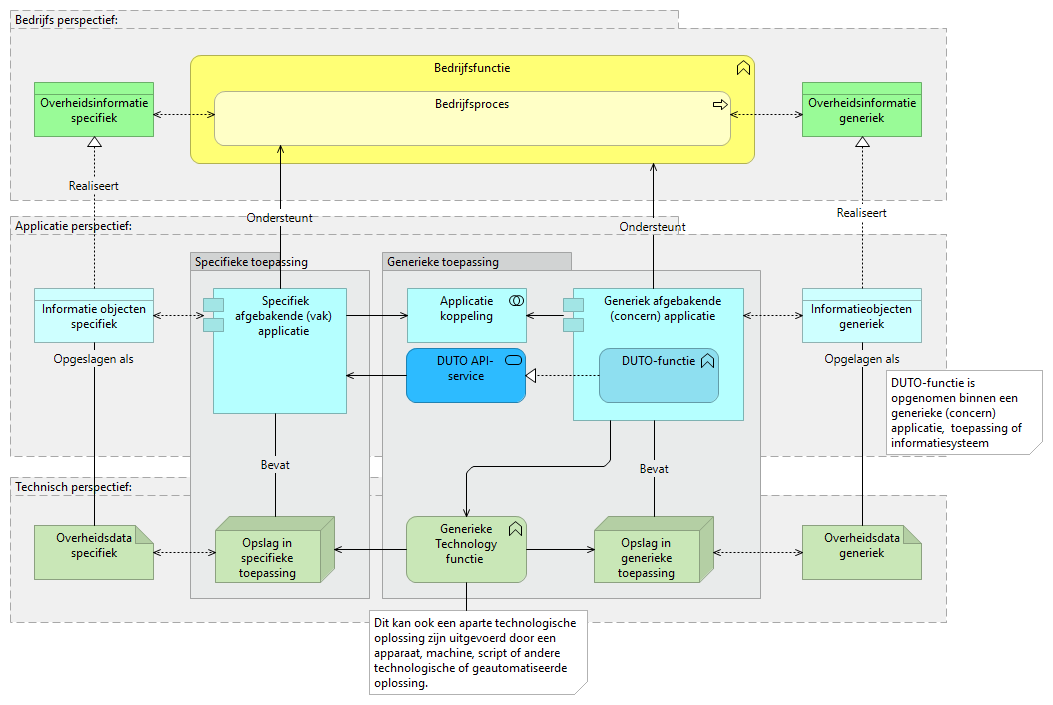 Bedrijfs perspectief:
Bedrijfsfunctie
Bedrijfsproces
Overheidsinformatie
specifiek
Overheidsinformatie
generiek
Realiseert
Realiseert
Ondersteunt
Ondersteunt
Applicatie perspectief:
Specifieke toepassing
Generieke toepassing
Informatie objecten
specifiek
Specifiek
afgebakende (vak)
applicatie
Applicatie
koppeling
Generiek afgebakende
(concern) applicatie
Informatieobjecten
generiek
Opgeslagen als
DUTO API-
service
DUTO-functie
Opgelagen als
DUTO-functie is
opgenomen binnen een
generieke (concern)
applicatie, toepassing of
informatiesysteem
Bevat
Bevat
Technisch perspectief:
Overheidsdata
specifiek
Opslag in
specifieke
toepassing
Generieke
Technology
functie
Opslag in
generieke
toepassing
Overheidsdata
generiek
Dit kan ook een aparte technologische
oplossing zijn uitgevoerd door een
apparaat, machine, script of andere
technologische of geautomatiseerde
oplossing.